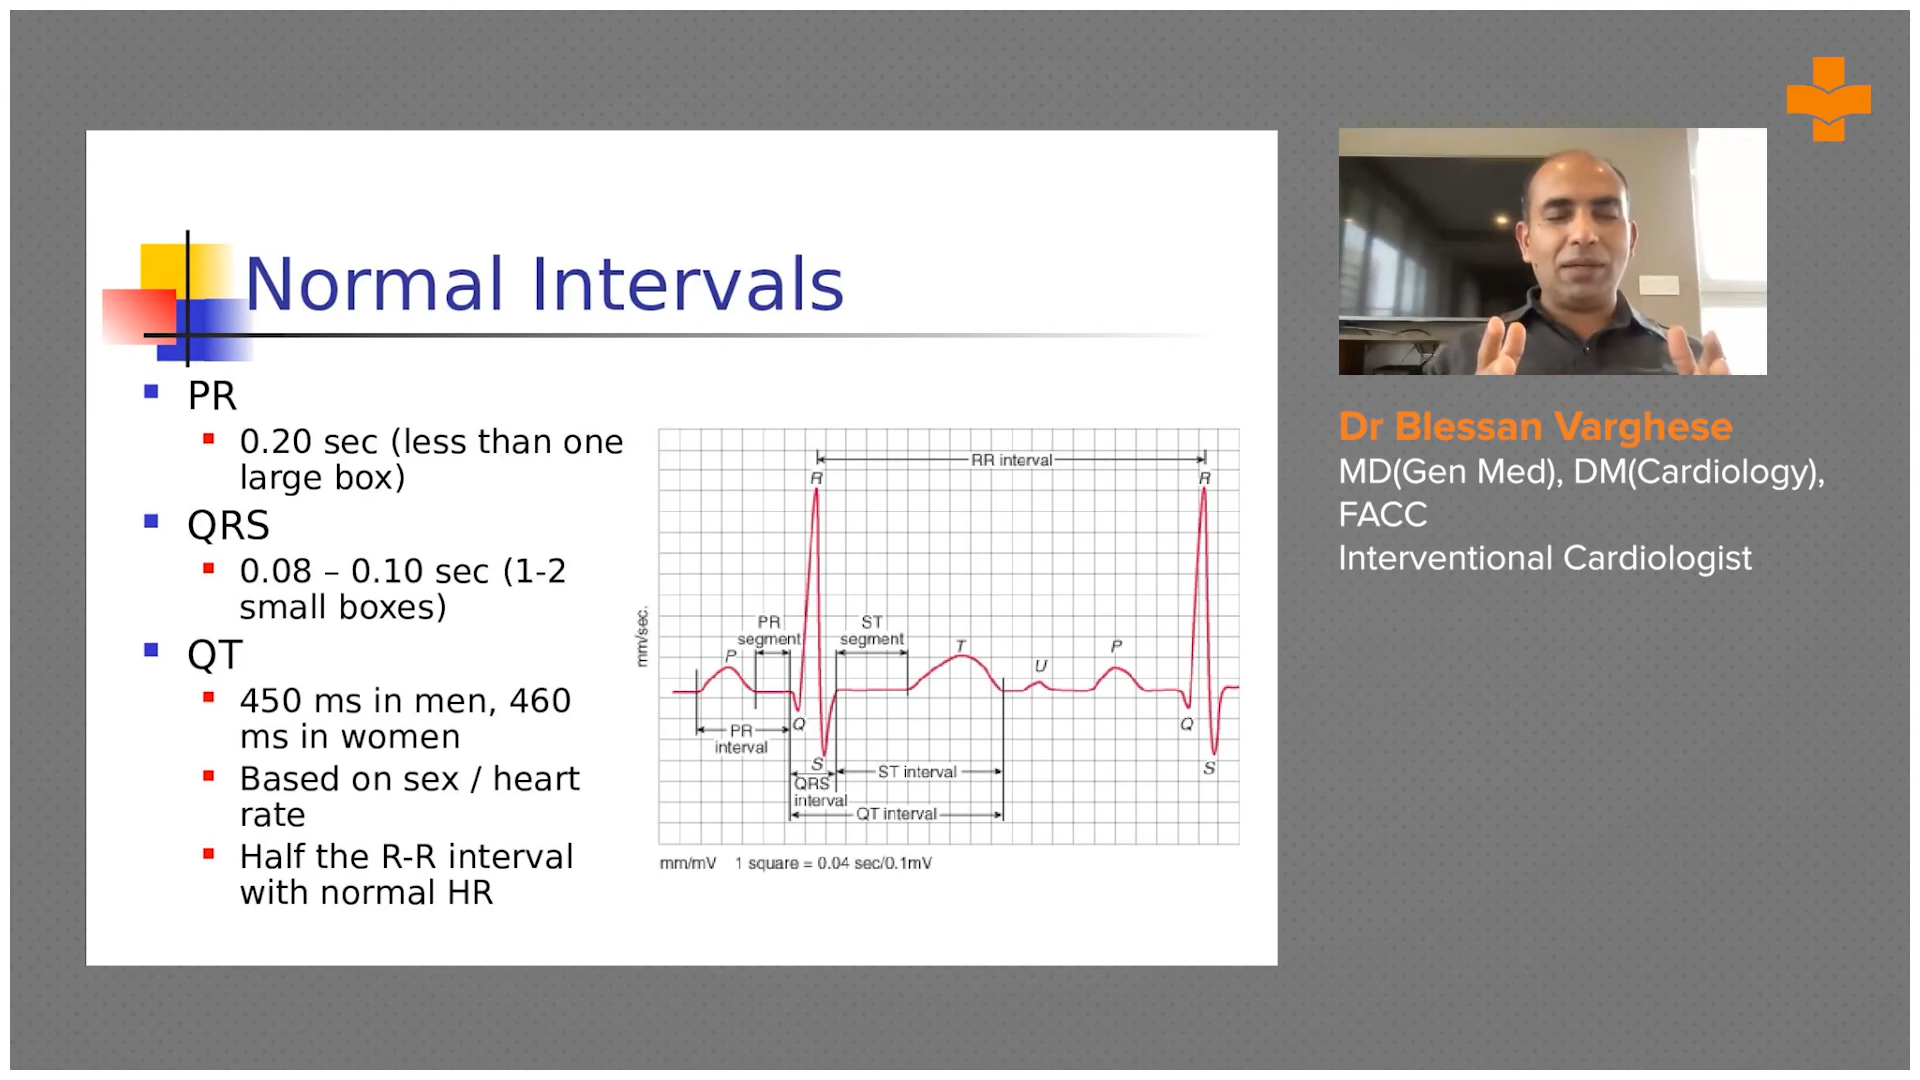 Normal Intervals
PR
0.20 sec (less than one
large box)
QRS
0.08 – 0.10 sec (1-2
small boxes)
QT
450 ms in men, 460
ms in women
Based on sex / heart
rate
Half the R-R interval
with normal HR
RR interval
R
R
PR
segment
ST
segment
mm/sec.
P
T
U
P
Q
Q
PR
interval
S
S
ST interval
QRS
interval
QT interval
mm/mV 1 square = 0.04 sec/0.1mV
Dr Blessan Varghese
MD(Gen Med), DM(Cardiology),
FACC
Interventional Cardiologist